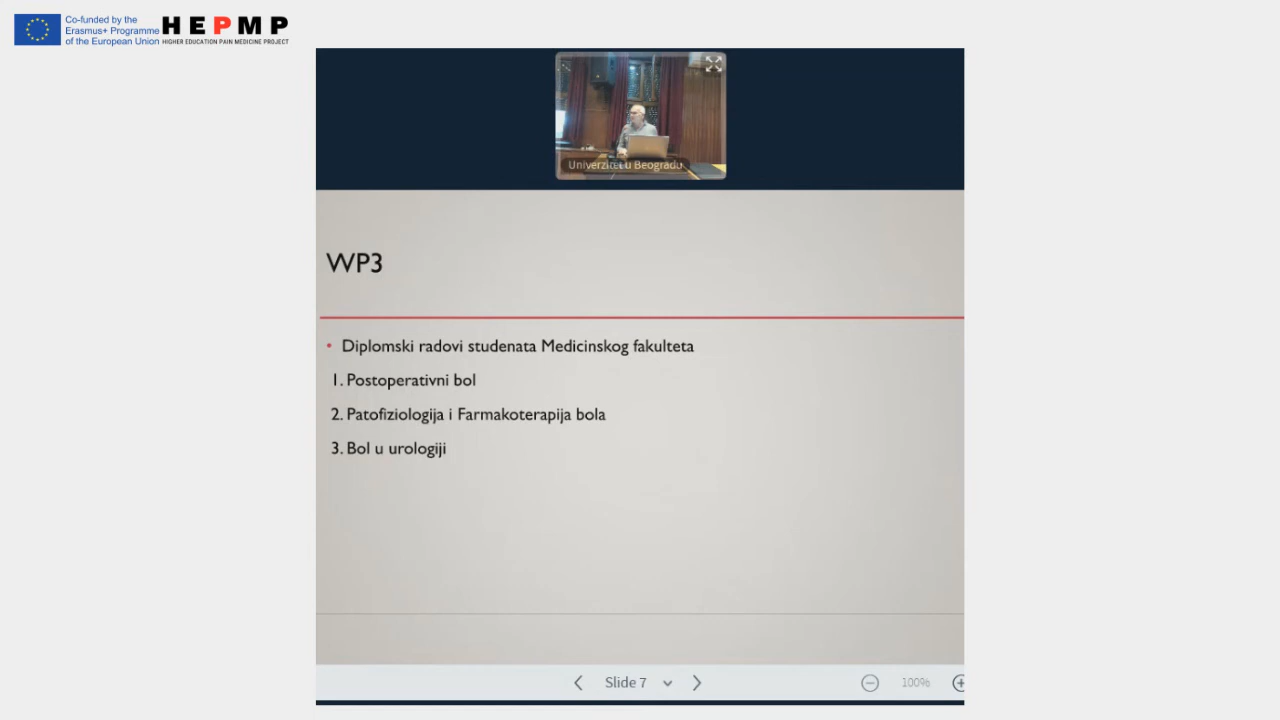 Co-funded by the
Erasmus+ Programme
of the European Union
HEPMP
HIGHER EDUCATION PAIN MEDICINE PROJECT
Univerzitet u Beogradu
WP3
• Diplomski radovi studenata Medicinskog fakulteta
1. Postoperativni bol
2. Patofiziologija i Farmakoterapija bola
3. Bol u urologiji
Slide 7
100%